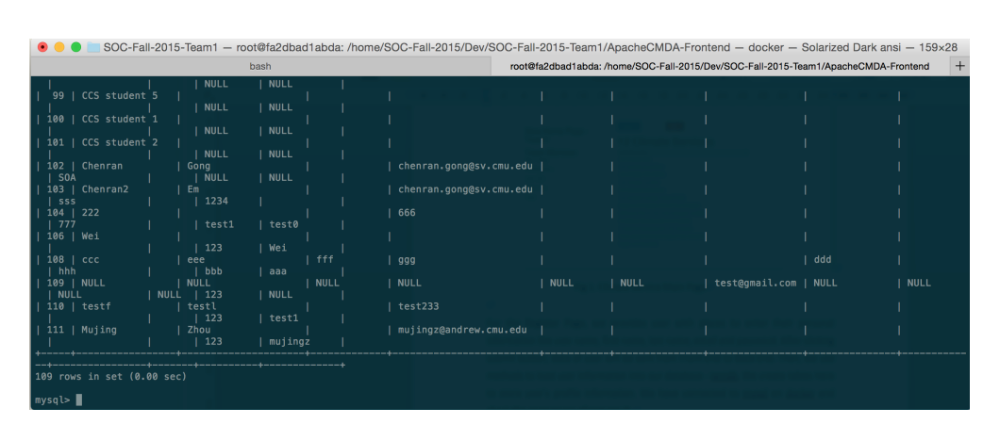 SOC-Fall-2015-Team1 — root@fa2dbad1abda: /home/SOC-Fall-2015/Dev/SOC-Fall-2015-Team1/ApacheCMDA-Frontend — docker — Solarized Dark ansi — 159×28
bash root@fa2dbad1abda: /home/SOC-Fall-2015/Dev/SOC-Fall-2015-Team1/ApacheCMDA-Frontend +
| | | NULL | NULL |
| 99 | CCS student 5 | | | | | | | |
| | | NULL | NULL |
| 100 | CCS student 1 | | | | | | | |
| | | NULL | NULL |
| 101 | CCS student 2 | | | | | | | |
| | | NULL | NULL |
| 102 | Chenran | Gong | | chenran.gong@sv.cmu.edu | | | | |
| SOA | | NULL | NULL |
| 103 | Chenran2 | Em | | chenran.gong@sv.cmu.edu | | | | |
| sss | | 1234 | |
| 104 | 222 | | | 666 | | | | |
| 777 | | test1 | test0 |
| 106 | Wei | | | | | | | |
| | | 123 | Wei |
| 108 | ccc | eee | fff | ggg | | | | ddd |
| hhh | | bbb | aaa |
| 109 | NULL | NULL | NULL | NULL | NULL | NULL | test@gmail.com | NULL | NULL
| NULL | NULL | 123 | NULL |
| 110 | testf | testl | | test233 | | | | |
| | | 123 | test1 |
| 111 | Mujing | Zhou | | mujingz@andrew.cmu.edu | | | | |
| | | 123 | mujingz |
+-----+----------------+------+----------------------+-------------------------+-----------+---------------+----------------+---------------+-----------
--+----------------+-------+----------+-------------+
109 rows in set (0.00 sec)
mysql>